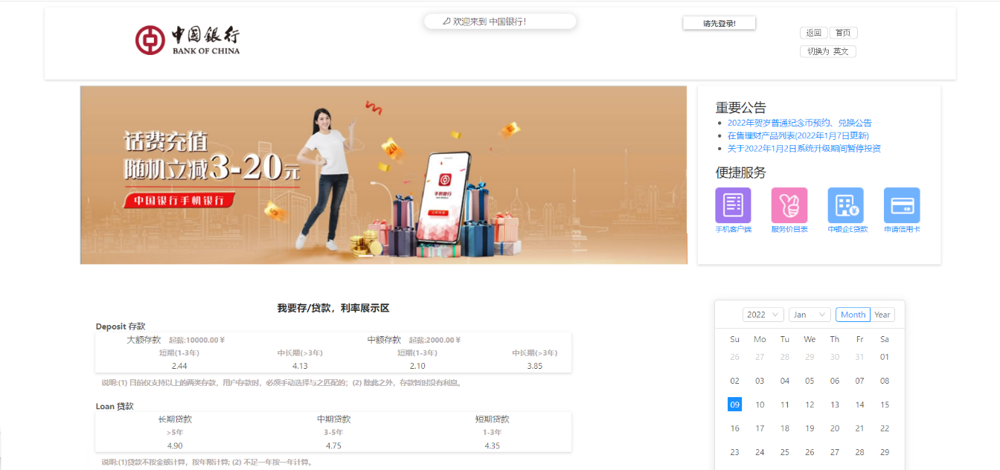 中国銀行
BANK OF CHINA
欢迎来到 中国银行！
请先登录!
返回 首页
切换为 英文
话费充值
随机立减3-20元
中国银行手机银行
重要公告
2022年贺岁普通纪念币预约、兑换公告
在售理财产品列表(2022年1月7日更新)
关于2022年1月2日系统升级期间暂停投资
便捷服务
手机客户端 服务价目表 中银企E贷款 申请信用卡
我要存/贷款，利率展示区
Deposit 存款
大额存款 起薪:10000.00￥ 中额存款 起薪:2000.00￥
短期(1-3年) 中长期(>3年) 短期(1-3年) 中长期(>3年)
2.44 4.13 2.10 3.85
说明:(1) 目前仅支持以上的两类存款，用户存款时，必须手动选择与之匹配的；(2) 除此之外，存款暂时没有利息。
Loan 贷款
长期贷款 中期贷款 短期贷款
>5年 3-5年 1-3年
4.90 4.75 4.35
说明:(1)贷款不按金额计算，按年限计算; (2) 不足一年按一年计算。
2022 Jan Month Year
Su Mo Tu We Th Fr Sa
26 27 28 29 30 31 01
02 03 04 05 06 07 08
09 10 11 12 13 14 15
16 17 18 19 20 21 22
23 24 25 26 27 28 29